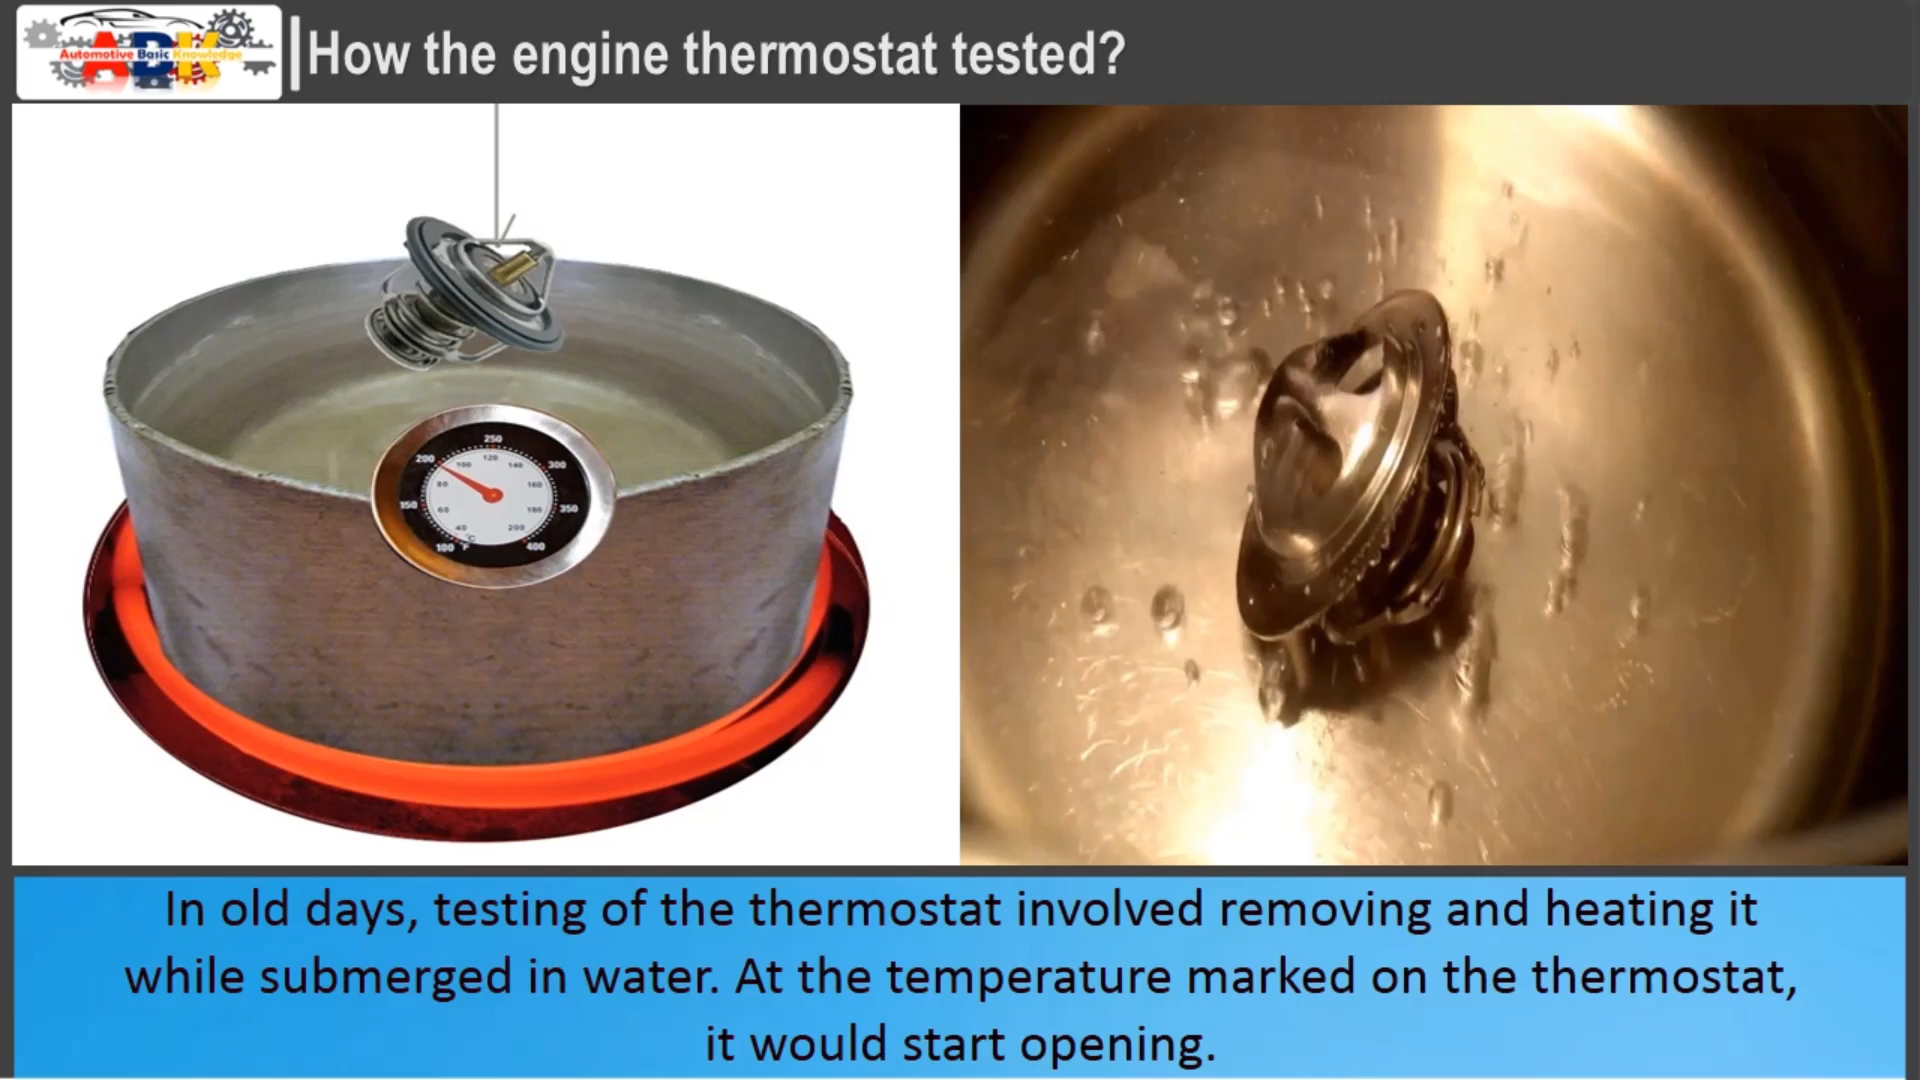 ABK
Automotive Basic Knowledge
How the engine thermostat tested?
250
200
300
100
120
140
80
160
150
350
60
180
40
200
°C
100
°F
400
In old days, testing of the thermostat involved removing and heating it
while submerged in water. At the temperature marked on the thermostat,
it would start opening.